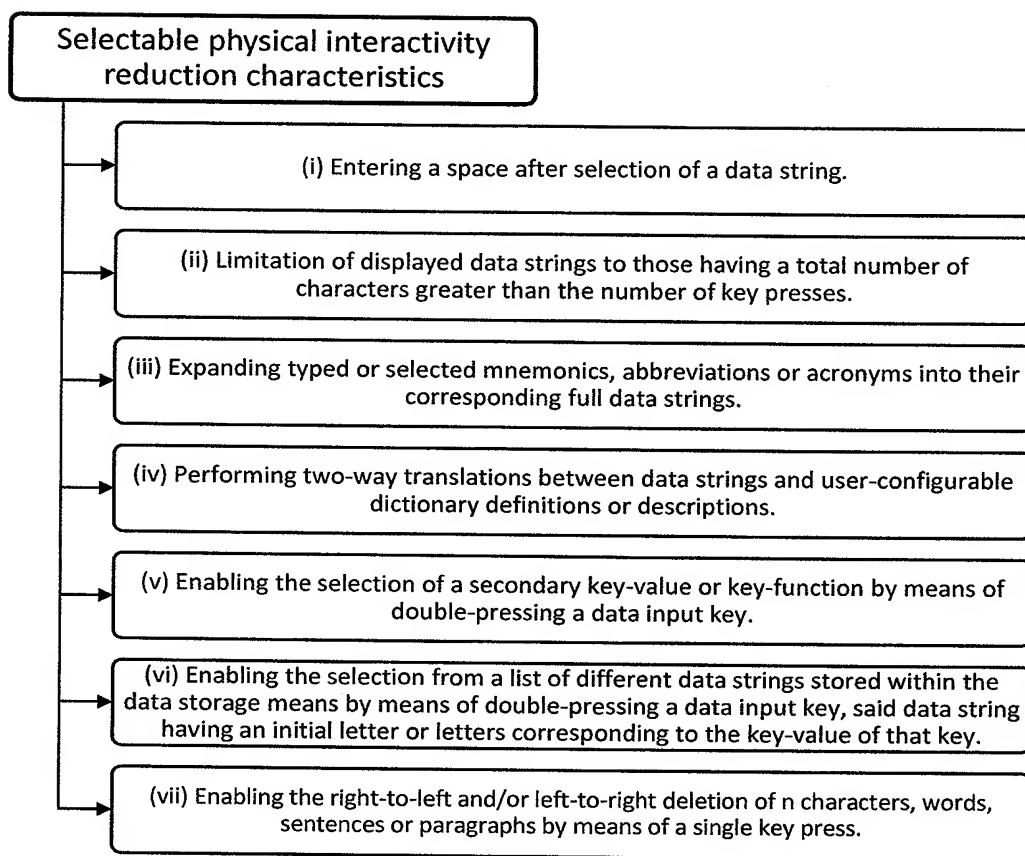 Selectable physical interactivity
reduction characteristics
(i) Entering a space after selection of a data string.
(ii) Limitation of displayed data strings to those having a total number of
characters greater than the number of key presses.
(iii) Expanding typed or selected mnemonics, abbreviations or acronyms into their
corresponding full data strings.
(iv) Performing two-way translations between data strings and user-configurable
dictionary definitions or descriptions.
(v) Enabling the selection of a secondary key-value or key-function by means of
double-pressing a data input key.
(vi) Enabling the selection from a list of different data strings stored within the
data storage means by means of double-pressing a data input key, said data string
having an initial letter or letters corresponding to the key-value of that key.
(vii) Enabling the right-to-left and/or left-to-right deletion of n characters, words,
sentences or paragraphs by means of a single key press.